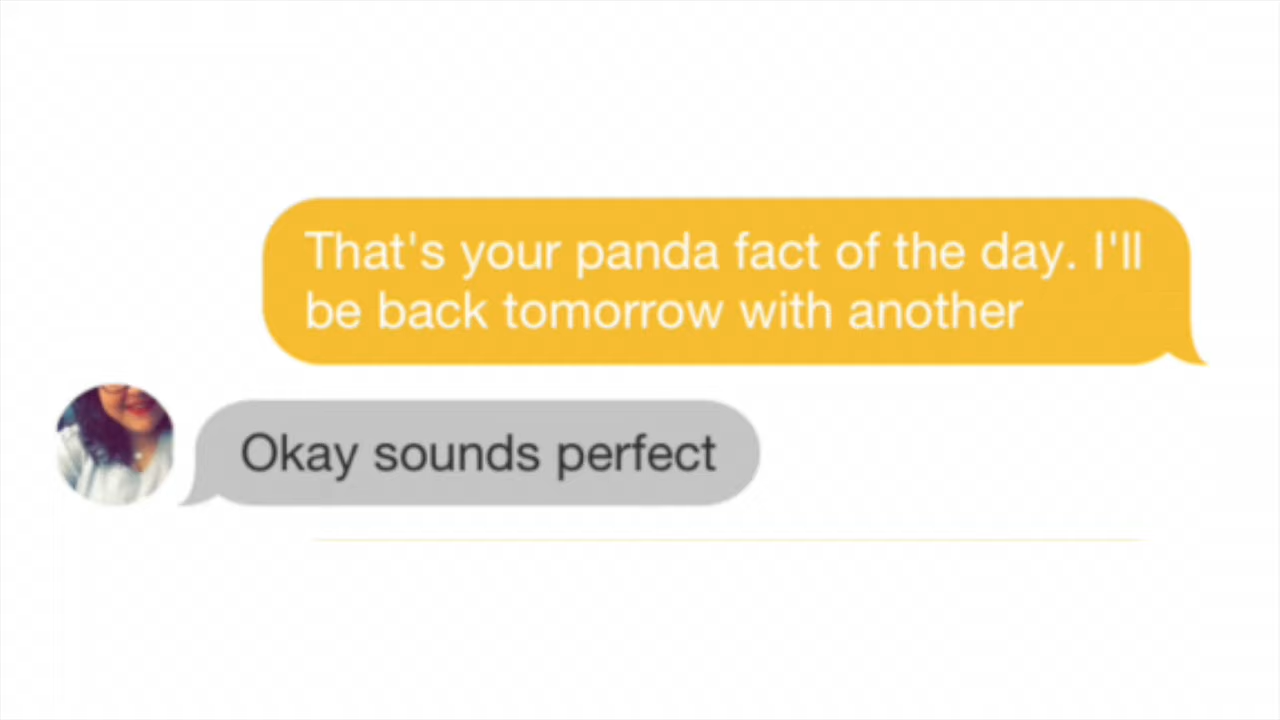 That's your panda fact of the day. I'll
be back tomorrow with another
Okay sounds perfect